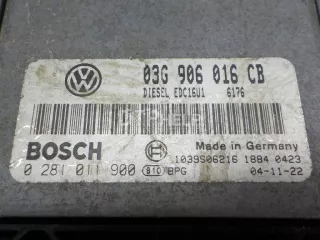 03G 906 016 CB
DIESEL EDC16U1 6176
BOSCH
Made in Germany
1039S06216 1884 0423
0 281 011 900 BPG 04-11-22